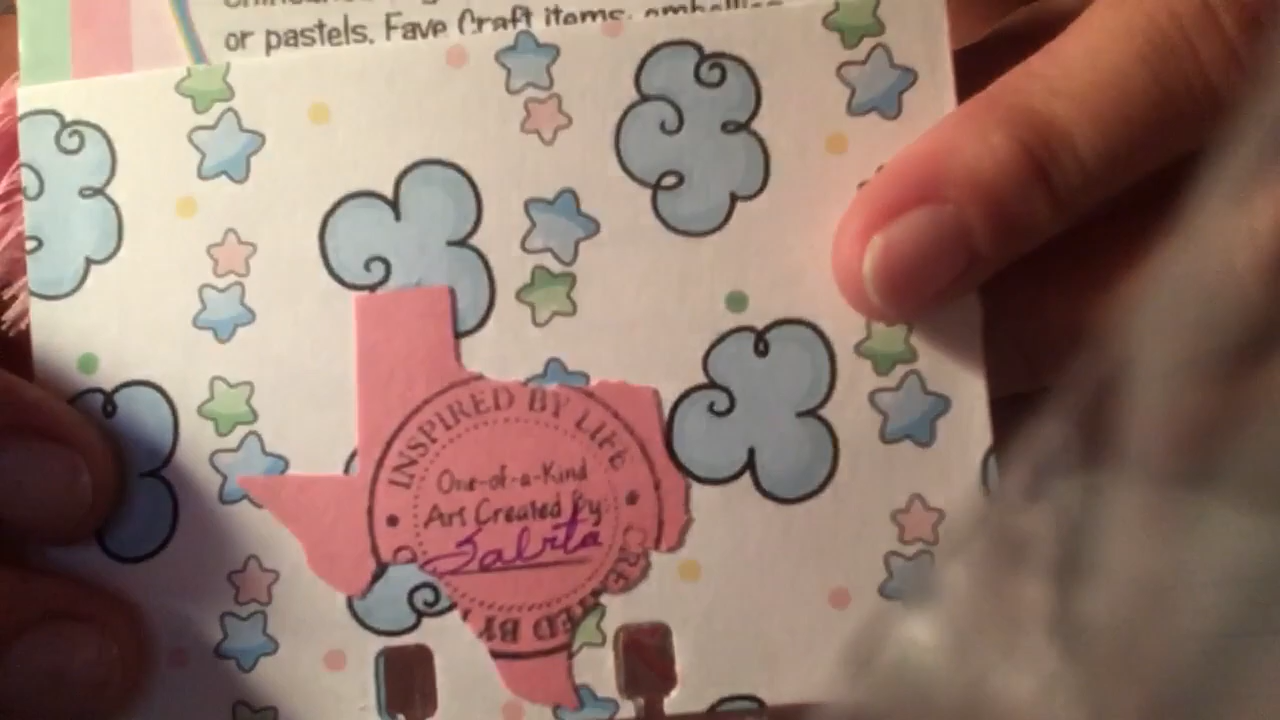 or pastels. Fave Craft items,
INSPIRED BY LIFE
One-of-a-Kind
Art Created By:
Salita